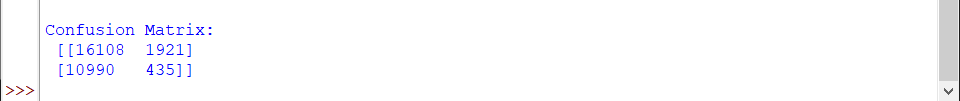 Confusion Matrix:
[[16108  1921]
[10990   435]]
>>>